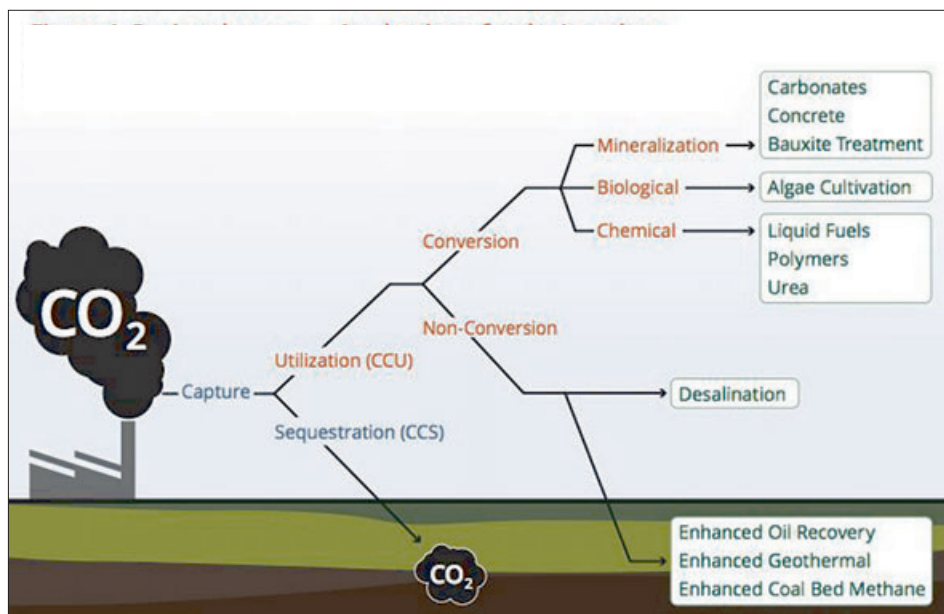 Carbonates
Concrete
Mineralization
Bauxite Treatment
Biological
Algae Cultivation
Chemical
Liquid Fuels
Polymers
Urea
Conversion
CO2
Non-Conversion
Utilization (CCU)
Capture
Desalination
Sequestration (CCS)
Enhanced Oil Recovery
Enhanced Geothermal
CO2
Enhanced Coal Bed Methane